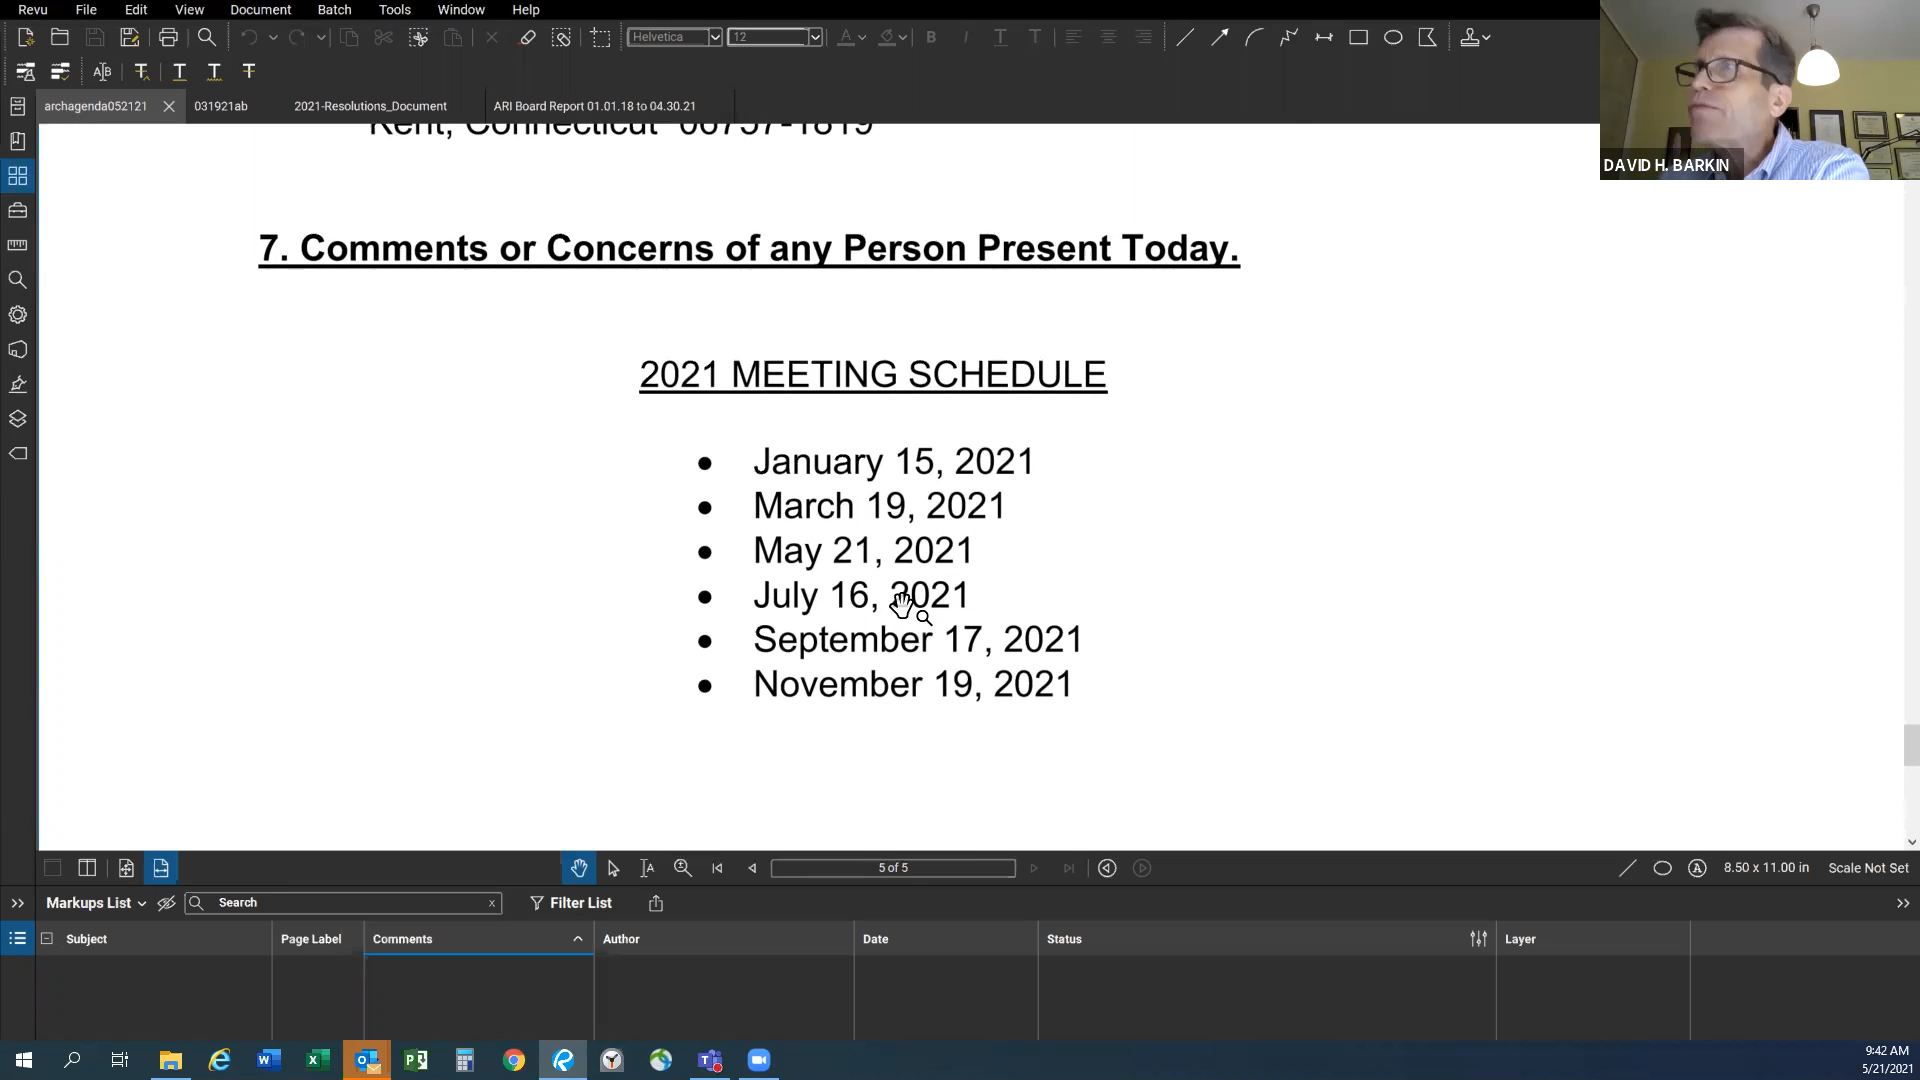 Revu File Edit View Document Batch Tools Window Help
Helvetica 12
archagenda052121 031921ab 2021-Resolutions_Document ARI Board Report 01.01.18 to 04.30.21
Kent, Connecticut 06757-1819
DAVID H. BARKIN
7. Comments or Concerns of any Person Present Today.
2021 MEETING SCHEDULE
• January 15, 2021
• March 19, 2021
• May 21, 2021
• July 16, 2021
• September 17, 2021
• November 19, 2021
5 of 5 8.50 x 11.00 in Scale Not Set
Markups List Search x Filter List
Subject Page Label Comments Author Date Status Layer
9:42 AM
5/21/2021